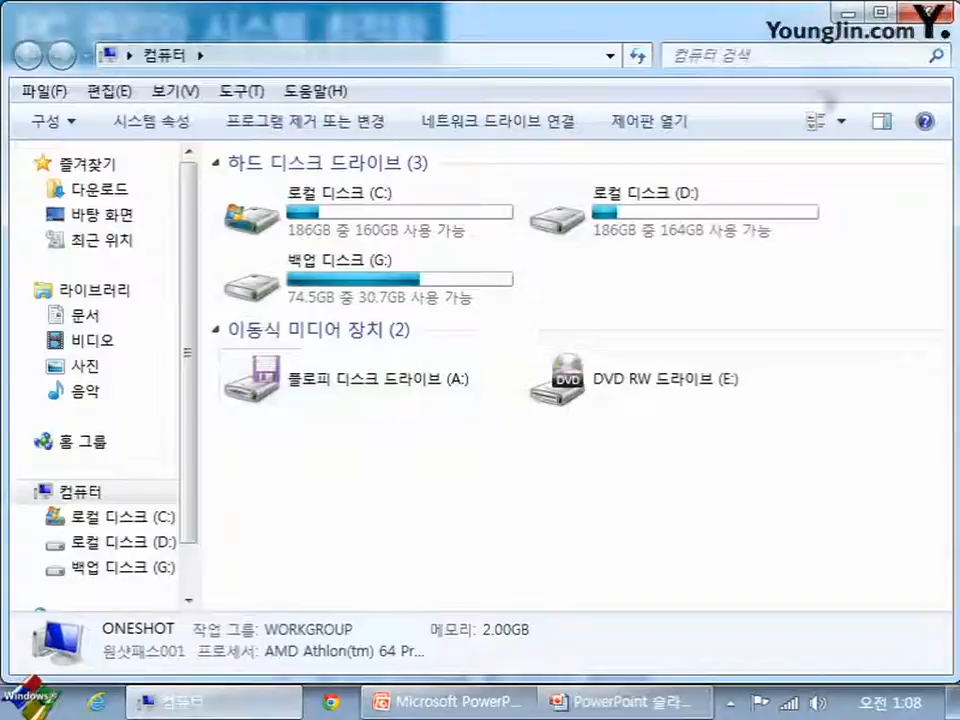 YoungJin.com Y.
컴퓨터
컴퓨터 검색
파일(F) 편집(E) 보기(V) 도구(T) 도움말(H)
구성 시스템 속성 프로그램 제거 또는 변경 네트워크 드라이브 연결 제어판 열기
즐겨찾기
다운로드
바탕 화면
최근 위치
라이브러리
문서
비디오
사진
음악
홈 그룹
컴퓨터
로컬 디스크 (C:)
로컬 디스크 (D:)
백업 디스크 (G:)
하드 디스크 드라이브 (3)
로컬 디스크 (C:)
186GB 중 160GB 사용 가능
로컬 디스크 (D:)
186GB 중 164GB 사용 가능
백업 디스크 (G:)
74.5GB 중 30.7GB 사용 가능
이동식 미디어 장치 (2)
플로피 디스크 드라이브 (A:)
DVD
DVD RW 드라이브 (E:)
ONESHOT 작업 그룹: WORKGROUP 메모리: 2.00GB
원샷패스001 프로세서: AMD Athlon(tm) 64 Pr...
Windows 컴퓨터 Microsoft PowerP... PowerPoint 슬라... 오전 1:08